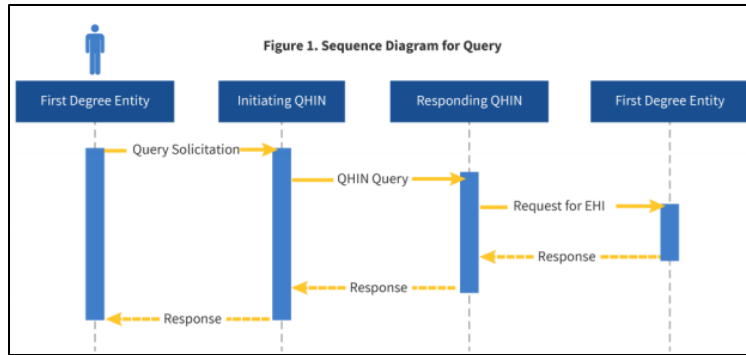 Figure 1. Sequence Diagram for Query
First Degree Entity
Initiating QHIN
Responding QHIN
First Degree Entity
Query Solicitation
QHIN Query
Request for EHI
Response
Response
Response